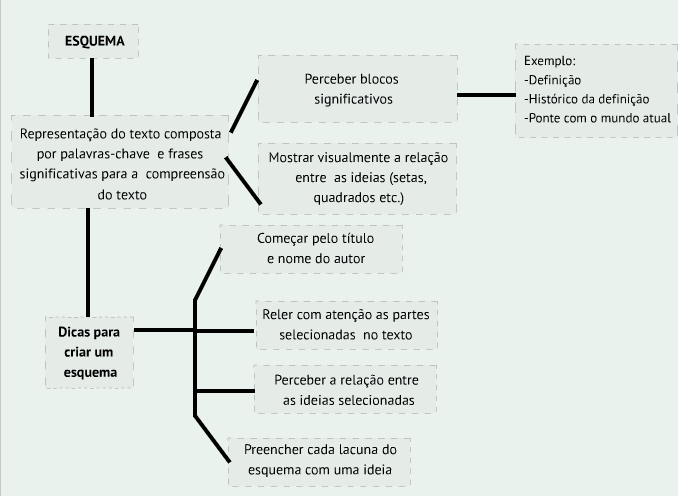 ESQUEMA
Representação do texto composta
por palavras-chave e frases
significativas para a compreensão
do texto
Perceber blocos
significativos
Exemplo:
-Definição
-Histórico da definição
-Ponte com o mundo atual
Mostrar visualmente a relação
entre as ideias (setas,
quadrados etc.)
Dicas para
criar um
esquema
Começar pelo título
e nome do autor
Reler com atenção as partes
selecionadas no texto
Perceber a relação entre
as ideias selecionadas
Preencher cada lacuna do
esquema com uma ideia